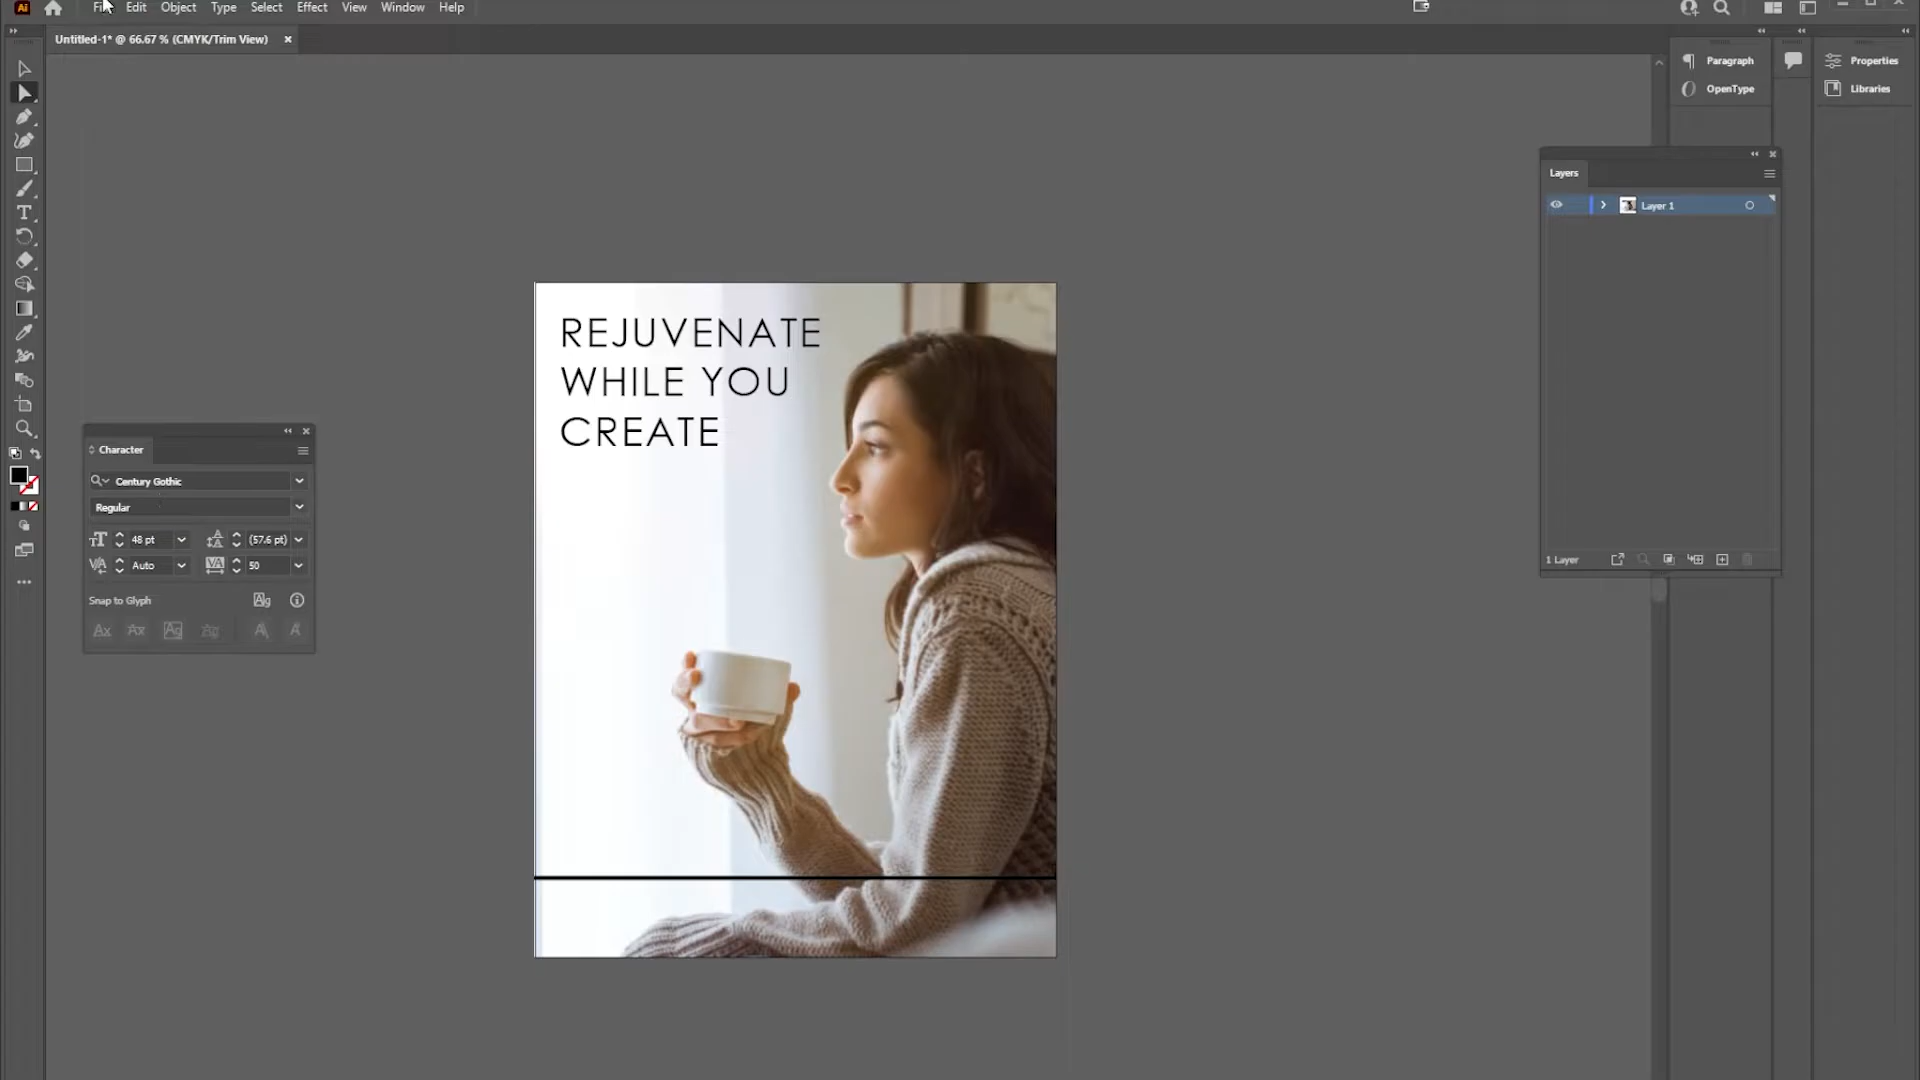 Ai
File Edit Object Type Select Effect View Window Help
Untitled-1* @ 66.67 % (CMYK/Trim View)
Paragraph
OpenType
Properties
Libraries
Layers
Layer 1
1 Layer
REJUVENATE
WHILE YOU
CREATE
Character
Century Gothic
Regular
48 pt (57.6 pt)
Auto 50
Snap to Glyph